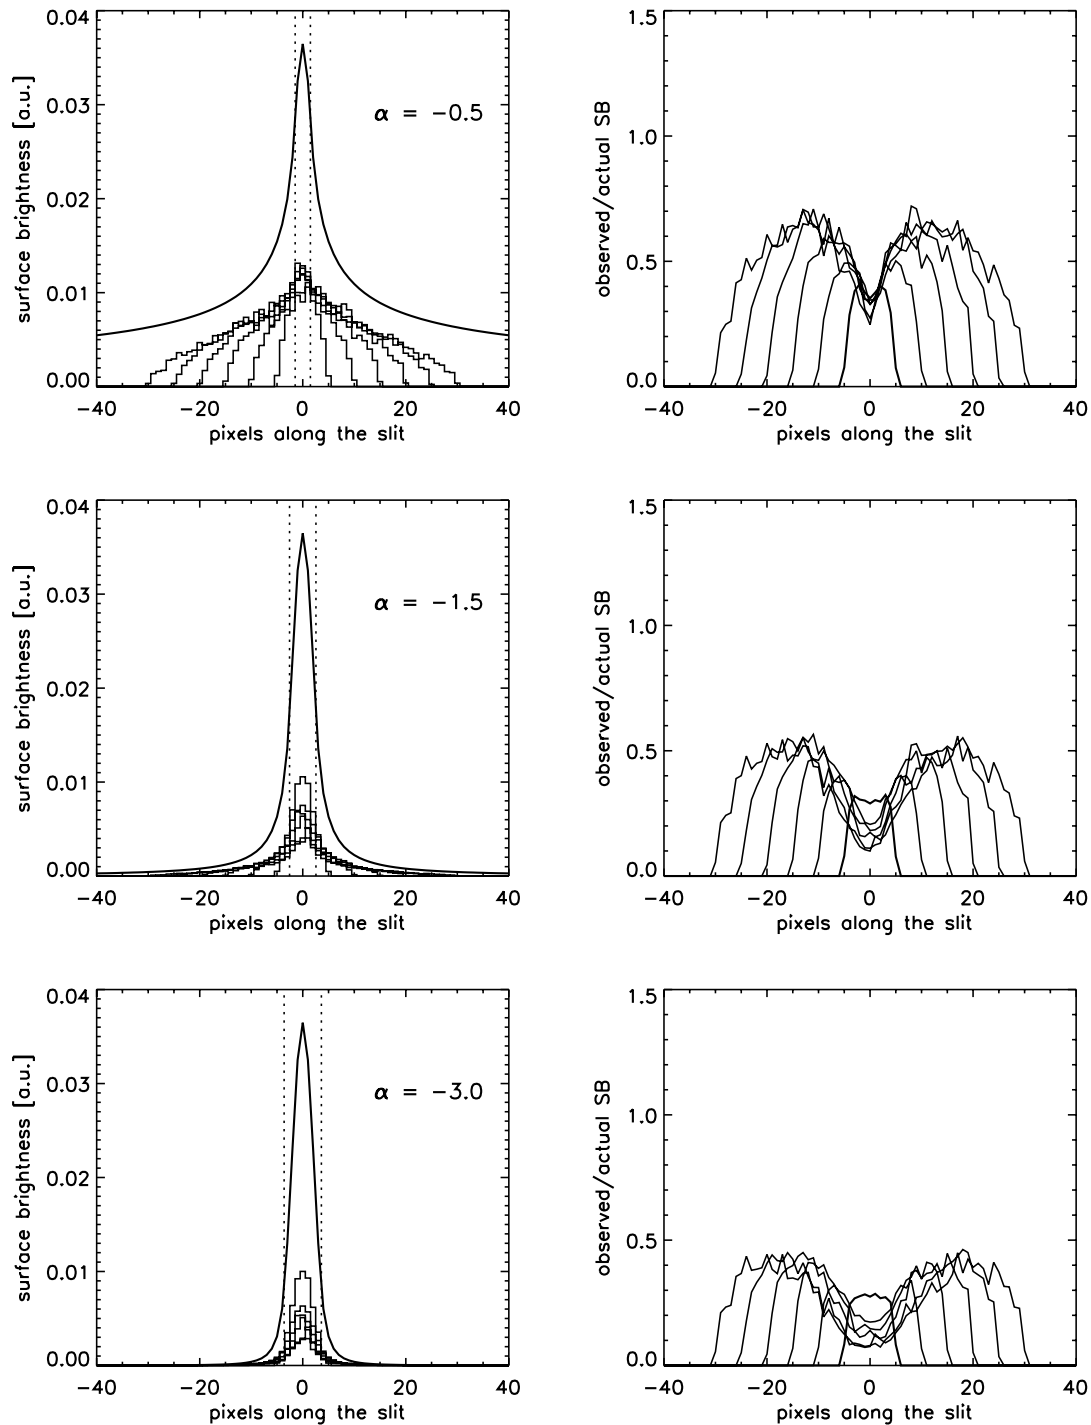 0.04
0.03
0.02
0.01
0.00
surface brightness [a.u.]
α = −0.5
−40 −20 0 20 40
pixels along the slit
1.5
1.0
0.5
0.0
observed/actual SB
−40 −20 0 20 40
pixels along the slit
0.04
0.03
0.02
0.01
0.00
surface brightness [a.u.]
α = −1.5
−40 −20 0 20 40
pixels along the slit
1.5
1.0
0.5
0.0
observed/actual SB
−40 −20 0 20 40
pixels along the slit
0.04
0.03
0.02
0.01
0.00
surface brightness [a.u.]
α = −3.0
−40 −20 0 20 40
pixels along the slit
1.5
1.0
0.5
0.0
observed/actual SB
−40 −20 0 20 40
pixels along the slit